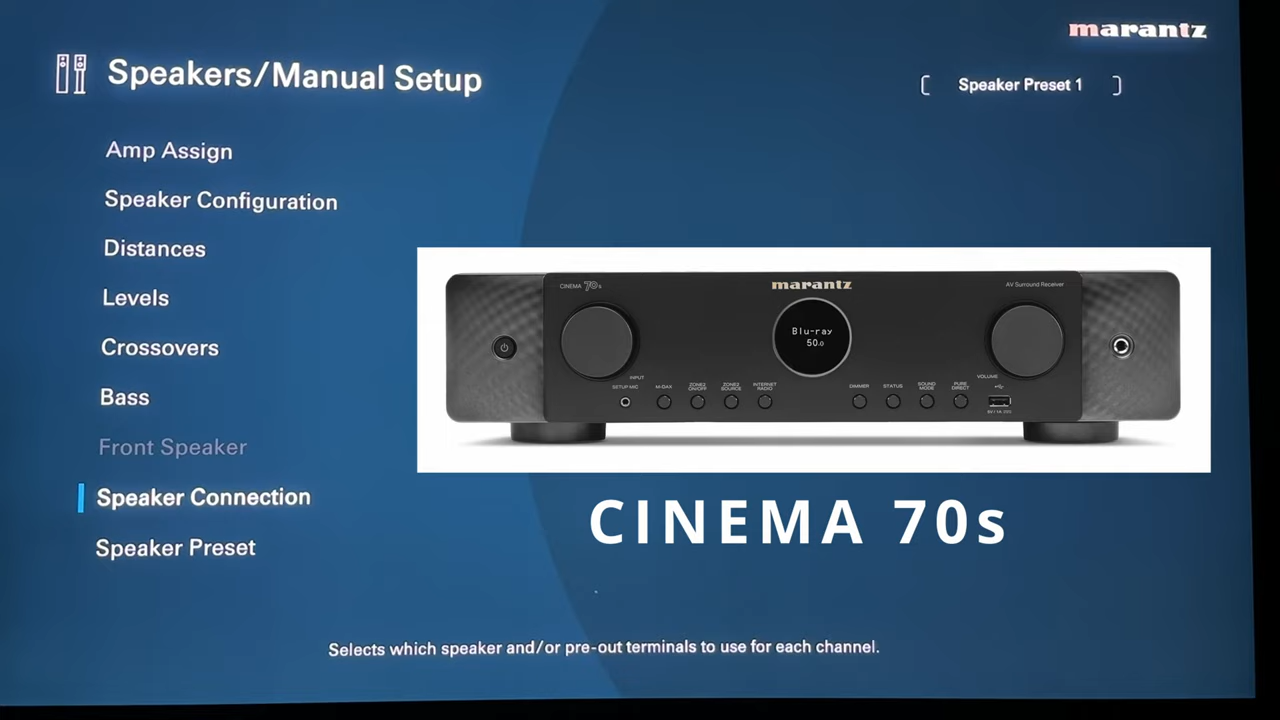 marantz
Speakers/Manual Setup
Speaker Preset 1
Amp Assign
Speaker Configuration
Distances
Levels
Crossovers
Bass
Front Speaker
Speaker Connection
Speaker Preset
CINEMA 70s
marantz
AV Surround Receiver
Blu-ray
50.0
INPUT
VOLUME
SETUP MIC
M-DAX
ZONE2 ON/OFF
ZONE2 SOURCE
INTERNET RADIO
DIMMER
STATUS
SOUND MODE
PURE DIRECT
CINEMA 70s
Selects which speaker and/or pre-out terminals to use for each channel.